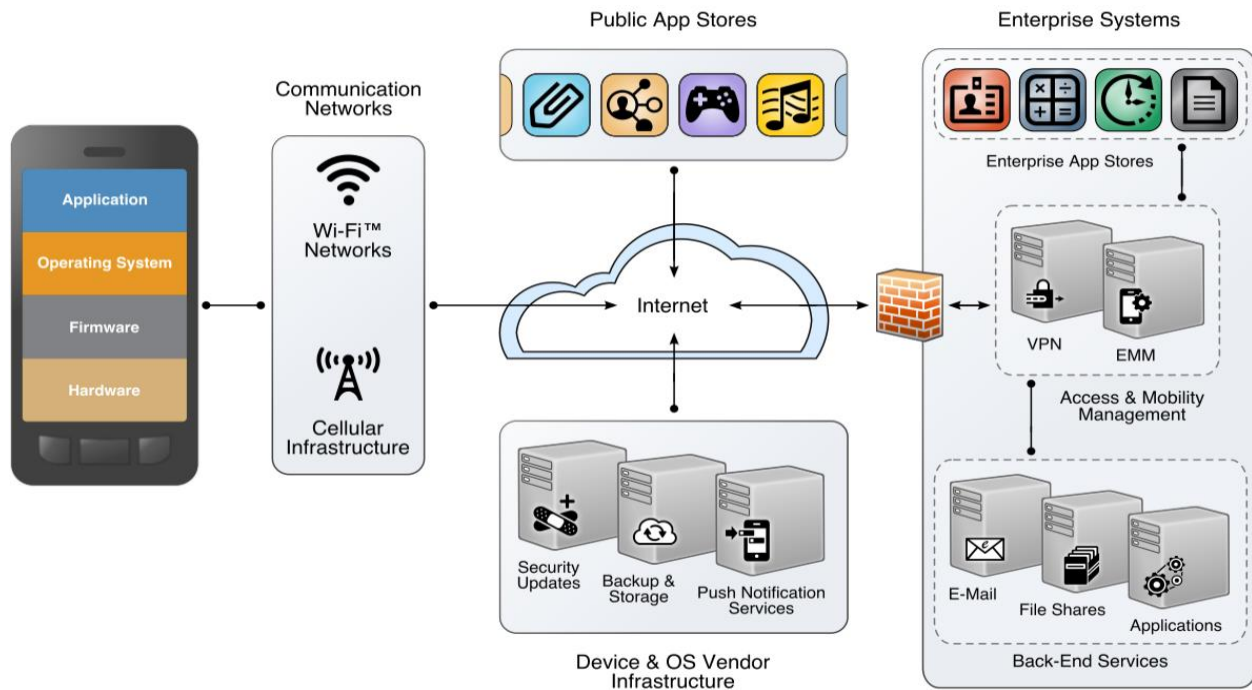 Public App Stores
Enterprise Systems
Communication
Networks
Application
Operating System
Firmware
Hardware
Wi-Fi™
Networks
Cellular
Infrastructure
Internet
Enterprise App Stores
VPN
EMM
Access & Mobility
Management
Security
Updates
Backup &
Storage
Push Notification
Services
Device & OS Vendor
Infrastructure
E-Mail
File Shares
Applications
Back-End Services